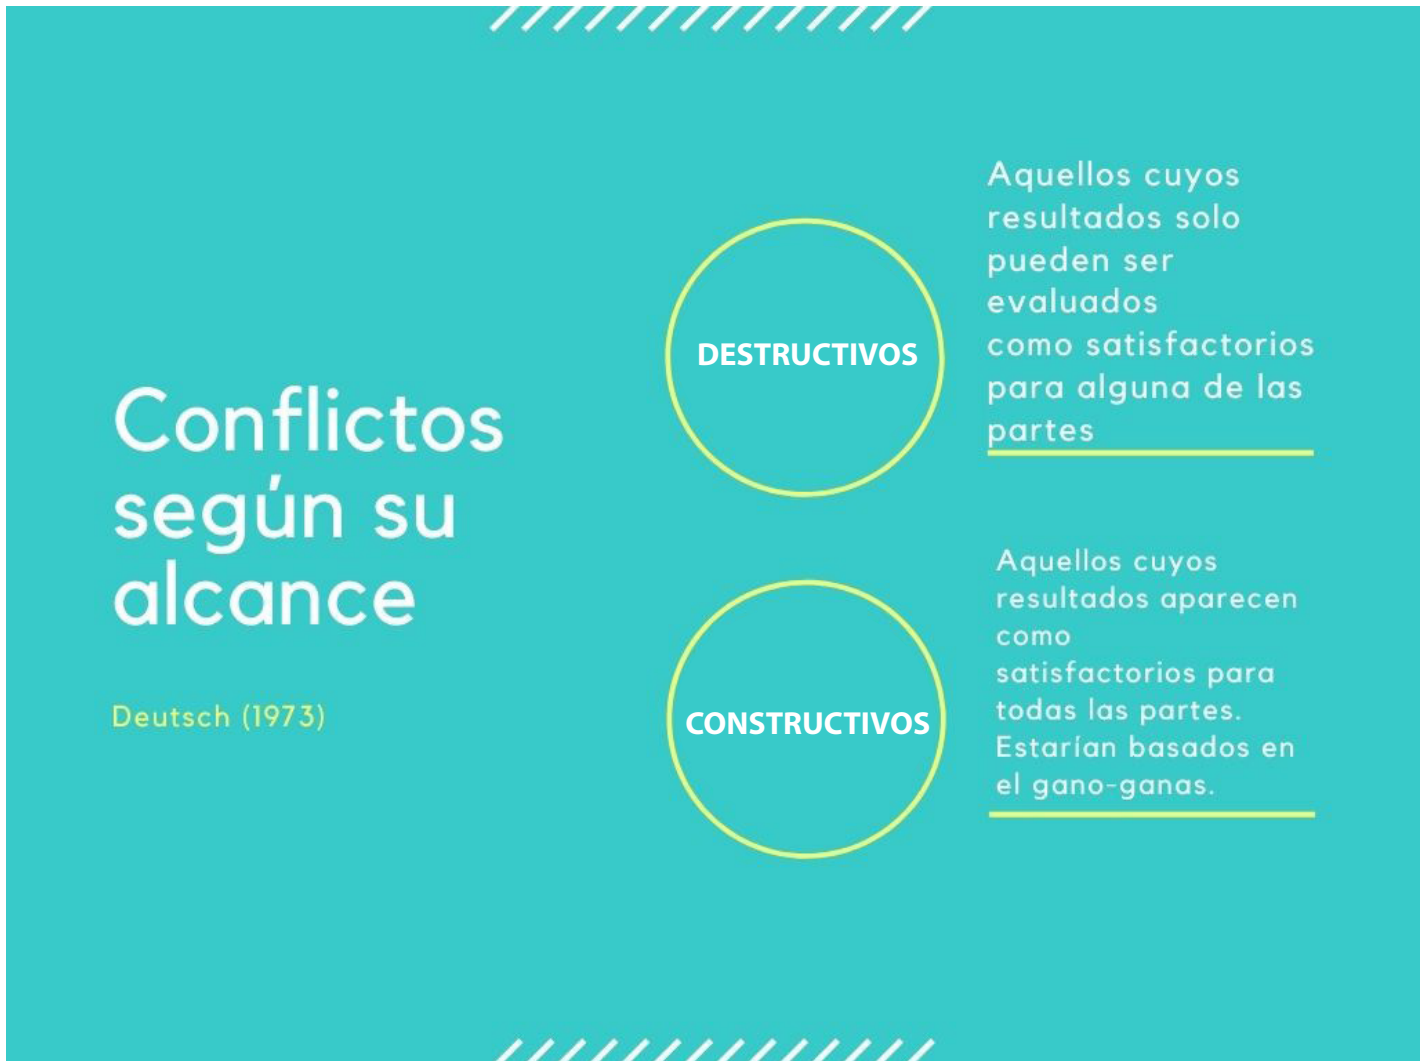 Conflictos
según su
alcance
Deutsch (1973)
DESTRUCTIVOS
Aquellos cuyos
resultados solo
pueden ser
evaluados
como satisfactorios
para alguna de las
partes
CONSTRUCTIVOS
Aquellos cuyos
resultados aparecen
como
satisfactorios para
todas las partes.
Estarían basados en
el gano-ganas.